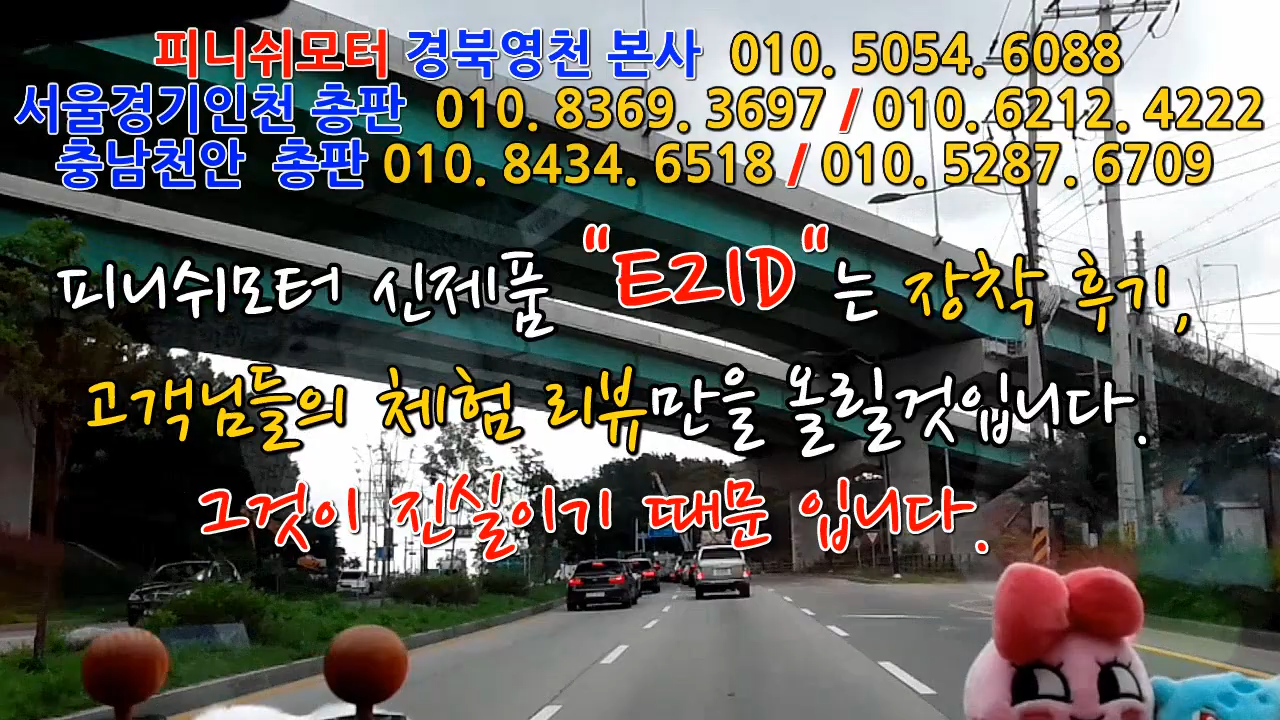 피니쉬모터 경북영천 본사 010. 5054. 6088
서울경기인천 총판 010. 8369. 3697 / 010. 6212. 4222
충남천안 총판 010. 8434. 6518 / 010. 5287. 6709
피니쉬모터 신제품 "E21D"는 장착 후기,
고객님들의 체험 리뷰만을 올릴것입니다.
그것이 진실이기 때문 입니다.